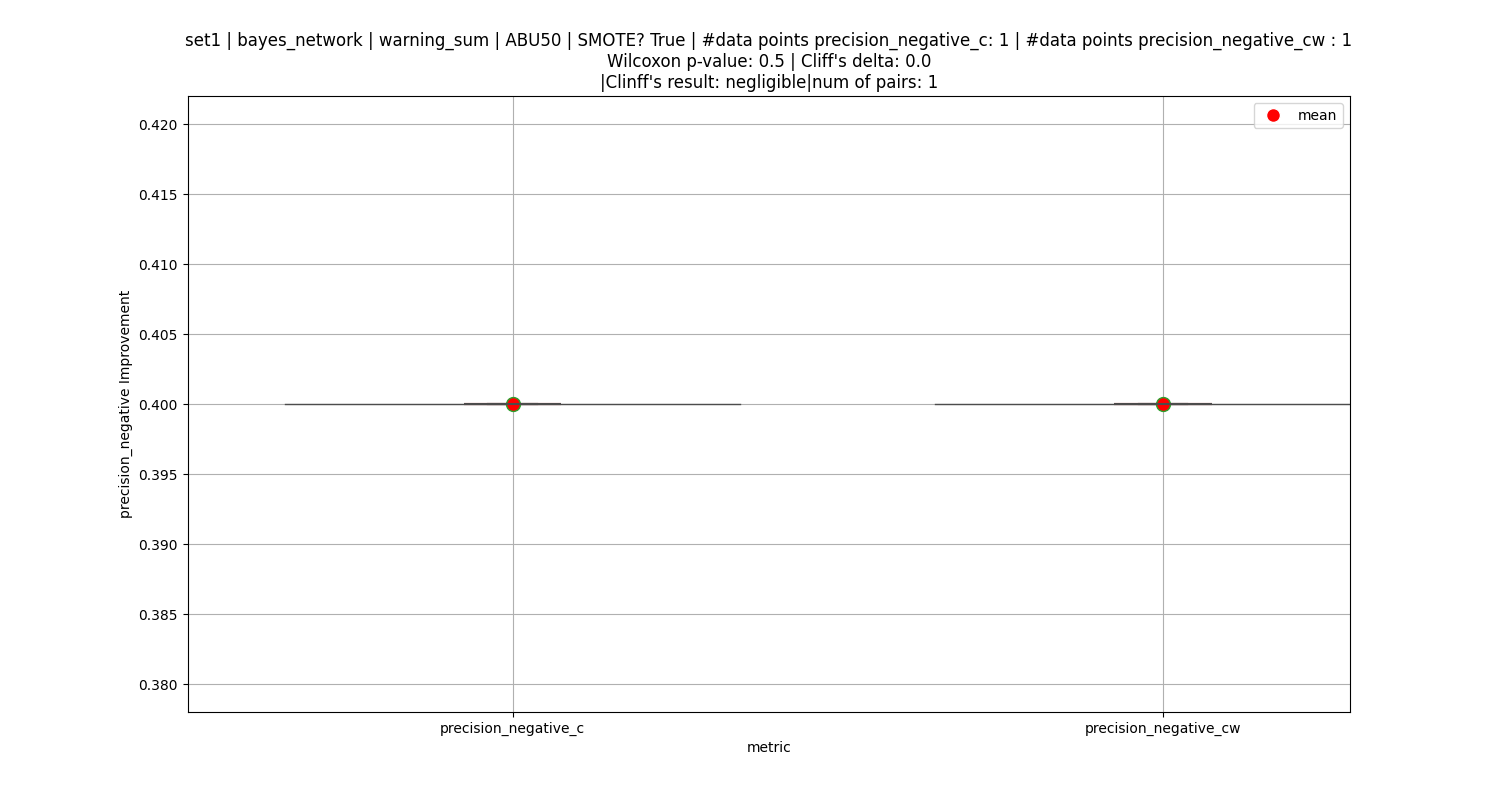 set1 | bayes_network | warning_sum | ABU50 | SMOTE? True | #data points precision_negative_c: 1 | #data points precision_negative_cw : 1
Wilcoxon p-value: 0.5 | Cliff's delta: 0.0
|Clinff's result: negligible|num of pairs: 1
mean
0.420
0.415
0.410
0.405
0.400
0.395
0.390
0.385
0.380
precision_negative Improvement
precision_negative_c
precision_negative_cw
metric